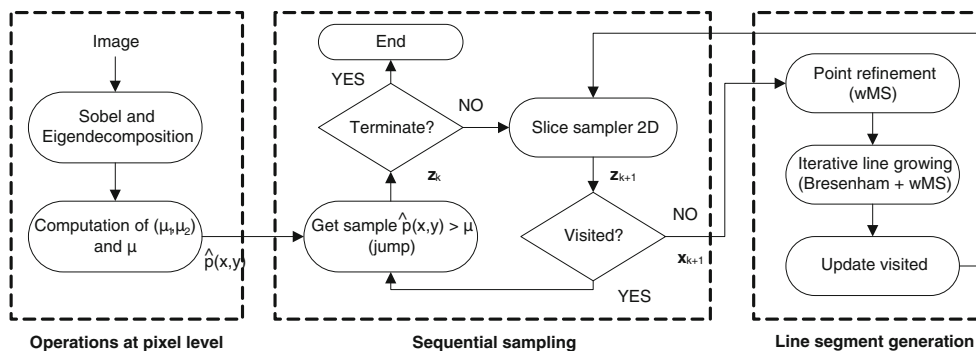 Image
Sobel and
Eigendecomposition
Computation of (μ₁,μ₂)
and μ
p̂(x,y)
Operations at pixel level
End
YES
Terminate?
NO
z_k
Get sample p̂(x,y) > μ
(jump)
Slice sampler 2D
z_{k+1}
Visited?
NO
x_{k+1}
YES
Sequential sampling
Point refinement
(wMS)
Iterative line growing
(Bresenham + wMS)
Update visited
Line segment generation